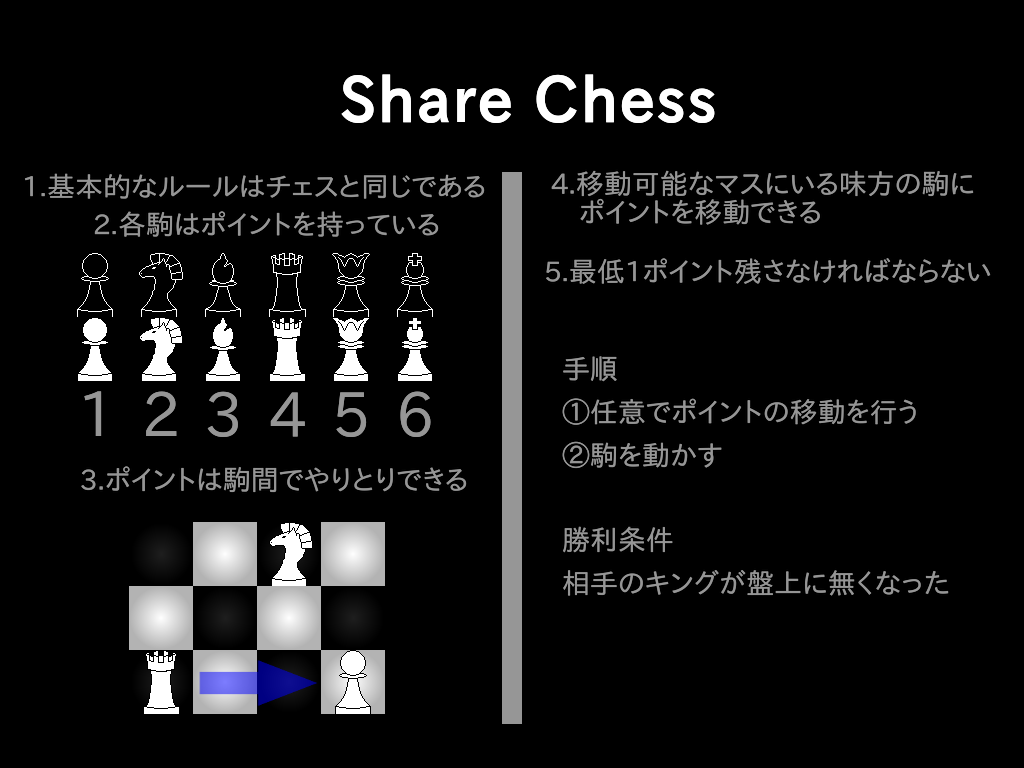 Share Chess
1.基本的なルールはチェスと同じである
2.各駒はポイントを持っている
1 2 3 4 5 6
3.ポイントは駒間でやりとりできる
4.移動可能なマスにいる味方の駒に
ポイントを移動できる
5.最低1ポイント残さなければならない
手順
①任意でポイントの移動を行う
②駒を動かす
勝利条件
相手のキングが盤上に無くなった